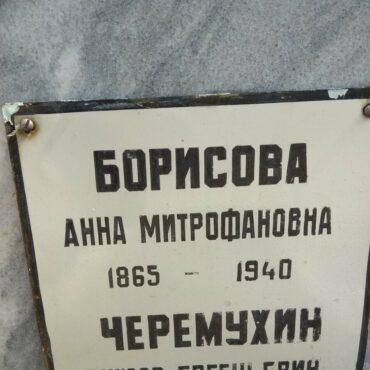 БОРИСОВА
АННА МИТРОФАНОВНА
1865 - 1940
ЧЕРЕМУХИН